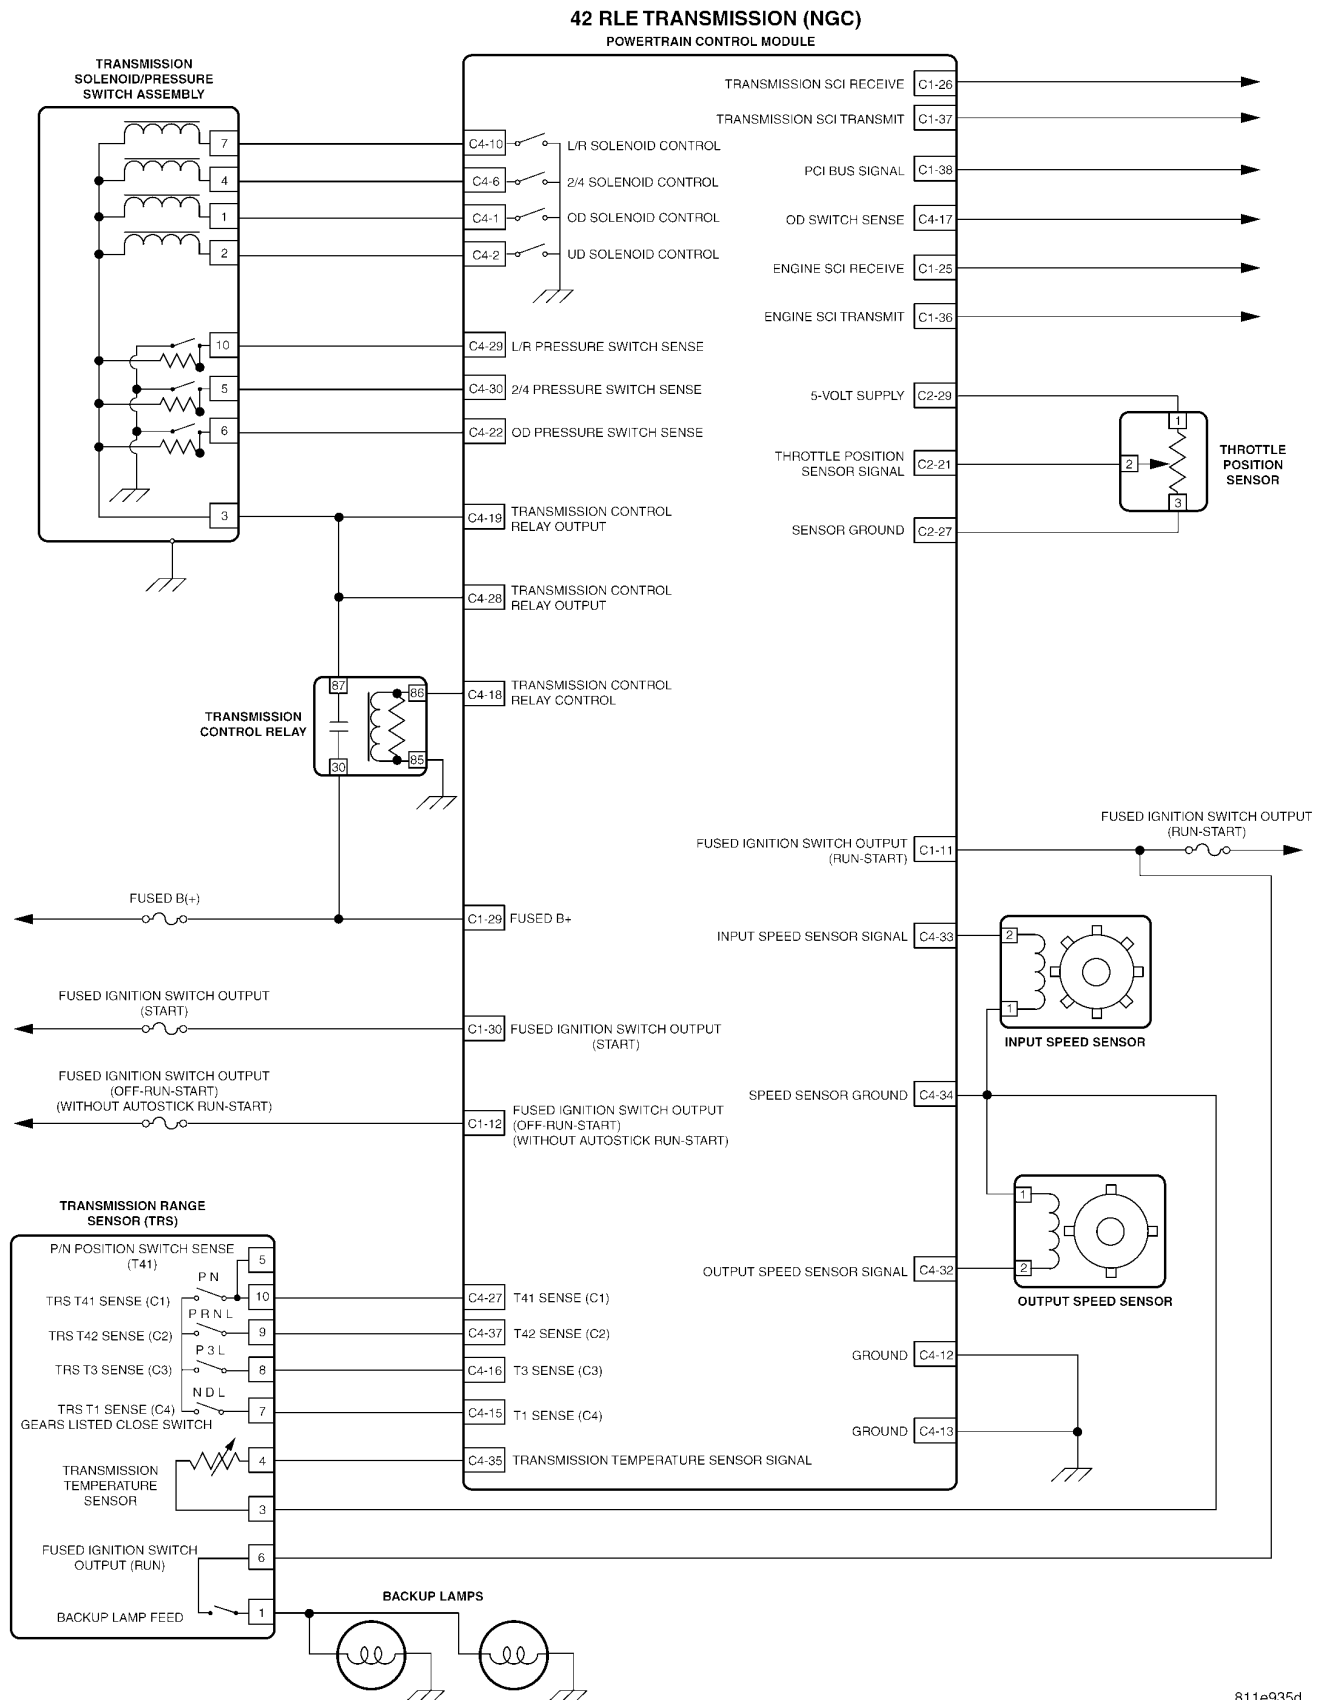 42 RLE TRANSMISSION (NGC)
POWERTRAIN CONTROL MODULE
TRANSMISSION
SOLENOID/PRESSURE
SWITCH ASSEMBLY
7
4
1
2
10
5
6
3
C4-10
L/R SOLENOID CONTROL
C4-6
2/4 SOLENOID CONTROL
C4-1
OD SOLENOID CONTROL
C4-2
UD SOLENOID CONTROL
C4-29
L/R PRESSURE SWITCH SENSE
C4-30
2/4 PRESSURE SWITCH SENSE
C4-22
OD PRESSURE SWITCH SENSE
C4-19
TRANSMISSION CONTROL
RELAY OUTPUT
C4-28
TRANSMISSION CONTROL
RELAY OUTPUT
C4-18
TRANSMISSION CONTROL
RELAY CONTROL
TRANSMISSION
CONTROL RELAY
87
86
30
85
FUSED B(+)
C1-29
FUSED B+
FUSED IGNITION SWITCH OUTPUT
(START)
C1-30
FUSED IGNITION SWITCH OUTPUT
(START)
FUSED IGNITION SWITCH OUTPUT
(OFF-RUN-START)
(WITHOUT AUTOSTICK RUN-START)
C1-12
FUSED IGNITION SWITCH OUTPUT
(OFF-RUN-START)
(WITHOUT AUTOSTICK RUN-START)
TRANSMISSION SCI RECEIVE
C1-26
TRANSMISSION SCI TRANSMIT
C1-37
PCI BUS SIGNAL
C1-38
OD SWITCH SENSE
C4-17
ENGINE SCI RECEIVE
C1-25
ENGINE SCI TRANSMIT
C1-36
5-VOLT SUPPLY
C2-29
THROTTLE POSITION
SENSOR SIGNAL
C2-21
SENSOR GROUND
C2-27
1
2
3
THROTTLE
POSITION
SENSOR
FUSED IGNITION SWITCH OUTPUT
(RUN-START)
C1-11
FUSED IGNITION SWITCH OUTPUT
(RUN-START)
INPUT SPEED SENSOR SIGNAL
C4-33
2
1
INPUT SPEED SENSOR
SPEED SENSOR GROUND
C4-34
1
2
OUTPUT SPEED SENSOR SIGNAL
C4-32
OUTPUT SPEED SENSOR
GROUND
C4-12
GROUND
C4-13
TRANSMISSION RANGE
SENSOR (TRS)
P/N POSITION SWITCH SENSE
(T41)
5
P N
TRS T41 SENSE (C1)
10
C4-27
T41 SENSE (C1)
P R N L
TRS T42 SENSE (C2)
9
C4-37
T42 SENSE (C2)
P 3 L
TRS T3 SENSE (C3)
8
C4-16
T3 SENSE (C3)
N D L
TRS T1 SENSE (C4)
GEARS LISTED CLOSE SWITCH
7
C4-15
T1 SENSE (C4)
TRANSMISSION
TEMPERATURE
SENSOR
4
C4-35
TRANSMISSION TEMPERATURE SENSOR SIGNAL
3
FUSED IGNITION SWITCH
OUTPUT (RUN)
6
BACKUP LAMP FEED
1
BACKUP LAMPS
811e935d